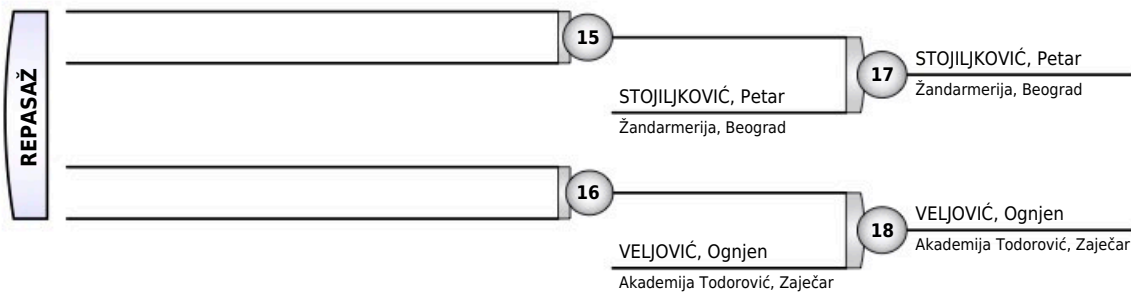 REPASAŽ
15
STOJILJKOVIĆ, Petar
Žandarmerija, Beograd
17
STOJILJKOVIĆ, Petar
Žandarmerija, Beograd
16
VELJOVIĆ, Ognjen
Akademija Todorović, Zaječar
18
VELJOVIĆ, Ognjen
Akademija Todorović, Zaječar